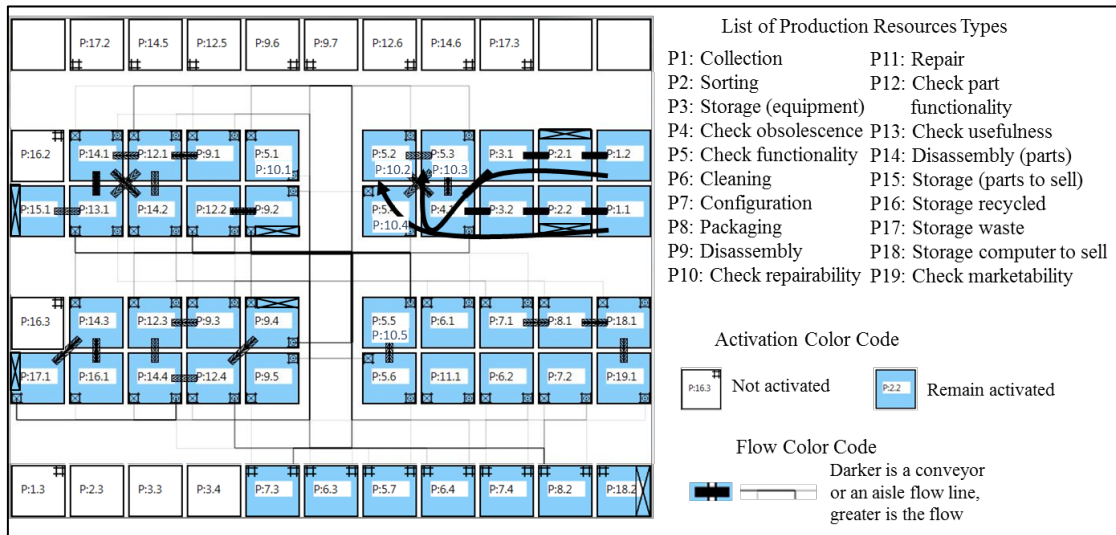 P:17.2 P:14.5 P:12.5 P:9.6 P:9.7 P:12.6 P:14.6 P:17.3
P:16.2 P:14.1 P:12.1 P:9.1 P:5.1 P:5.2 P:5.3 P:3.1 P:2.1 P:1.2
P:10.1 P:10.2 P:10.3
P:15.1 P:13.1 P:14.2 P:12.2 P:9.2 P:3.2 P:2.2 P:1.1
P:10.4
P:16.3 P:14.3 P:12.3 P:9.3 P:9.4 P:5.5 P:6.1 P:7.1 P:8.1 P:18.1
P:10.5
P:17.1 P:16.1 P:14.4 P:12.4 P:9.5 P:5.6 P:11.1 P:6.2 P:7.2 P:19.1
P:1.3 P:2.3 P:3.3 P:3.4 P:7.3 P:6.3 P:5.7 P:6.4 P:7.4 P:8.2 P:18.2
List of Production Resources Types
P1: Collection
P2: Sorting
P3: Storage (equipment)
P4: Check obsolescence
P5: Check functionality
P6: Cleaning
P7: Configuration
P8: Packaging
P9: Disassembly
P10: Check repairability
P11: Repair
P12: Check part
functionality
P13: Check usefulness
P14: Disassembly (parts)
P15: Storage (parts to sell)
P16: Storage recycled
P17: Storage waste
P18: Storage computer to sell
P19: Check marketability
Activation Color Code
P:16.3 Not activated
P:2.2 Remain activated
Flow Color Code
Darker is a conveyor
or an aisle flow line,
greater is the flow